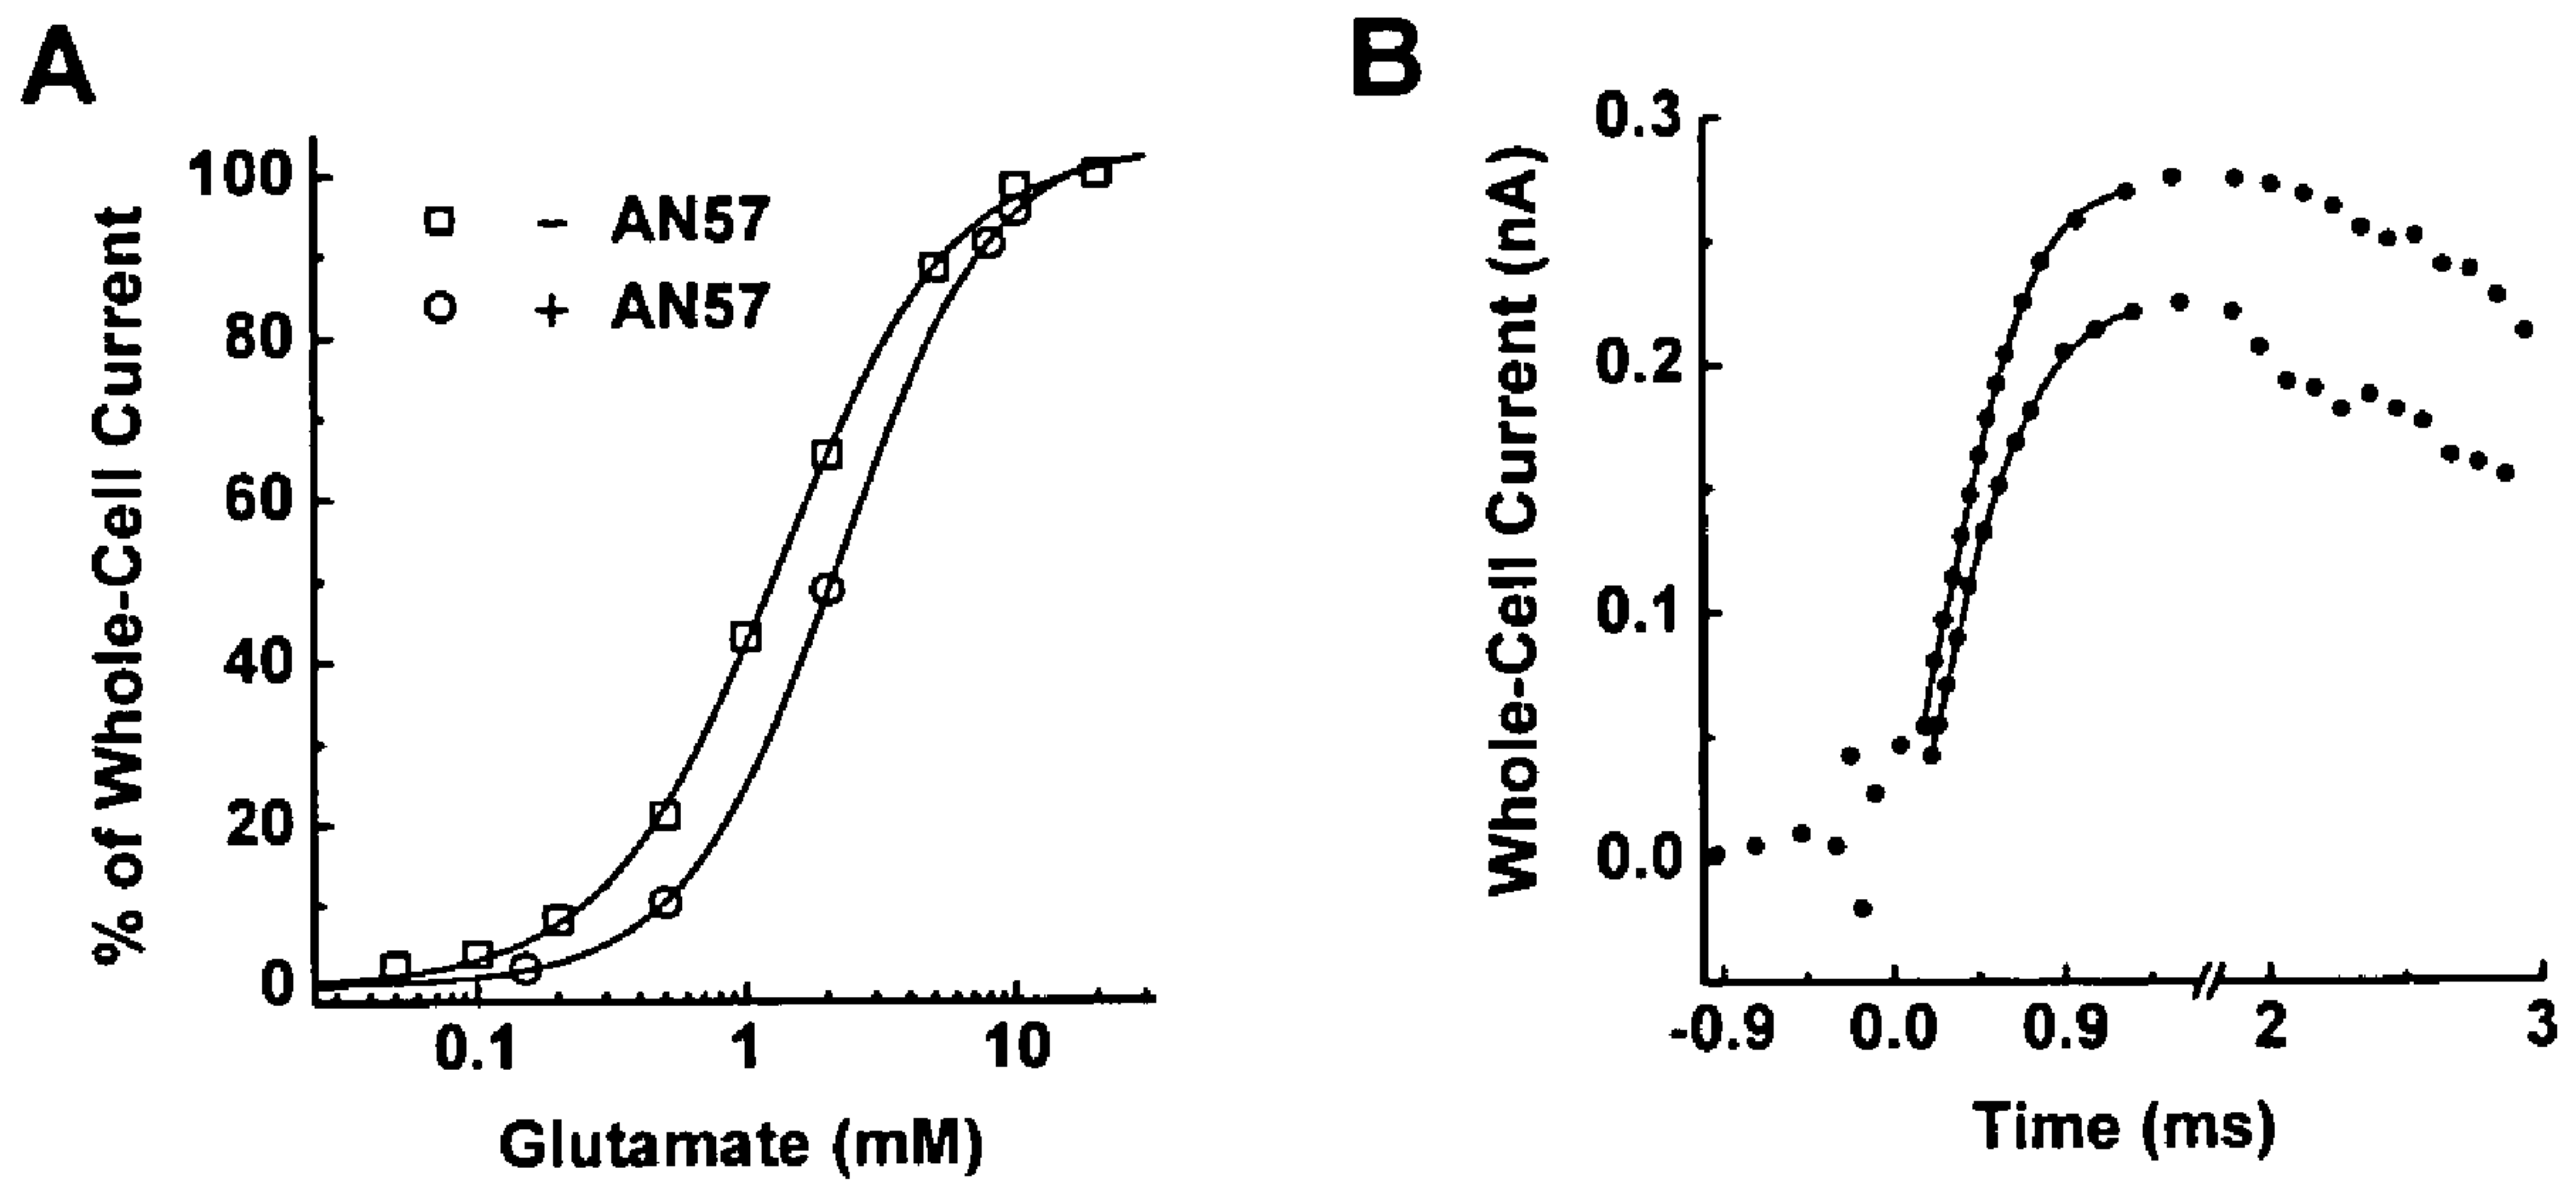 A
% of Whole-Cell Current
100
80
60
40
20
0
- AN57
+ AN57
0.1 1 10
Glutamate (mM)
B
Whole-Cell Current (nA)
0.3
0.2
0.1
0.0
-0.9 0.0 0.9 2 3
Time (ms)